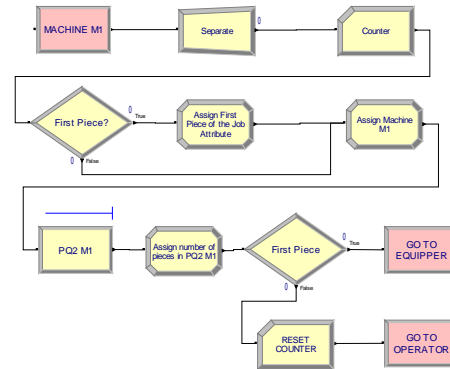 MACHINE M1
Separate
0
Counter
First Piece?
0
True
0
False
Assign First
Piece of the Job
Attribute
Assign Machine
M1
PQ2 M1
Assign number of
pieces in PQ2 M1
First Piece
0
True
0
False
GO TO
EQUIPPER
RESET
COUNTER
GO TO
OPERATOR